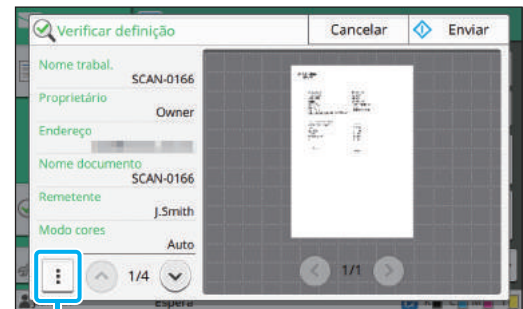 Verificar definição
Cancelar
Enviar
Nome trabal.
SCAN-0166
Proprietário
Owner
Endereço
Nome documento
SCAN-0166
Remetente
J.Smith
Modo cores
Auto
1/4
1/1
Espera